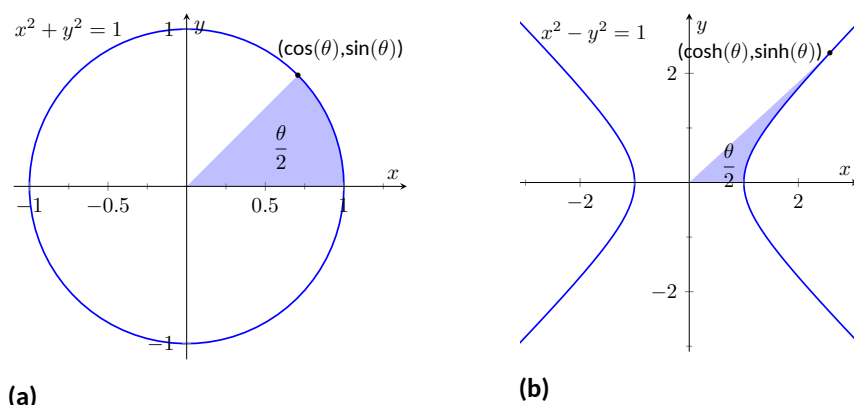 x² + y² = 1
1
y
(cos(θ),sin(θ))
θ
2
x
−1
−0.5
0.5
1
−1
(a)
x² − y² = 1
y
(cosh(θ),sinh(θ))
2
θ
2
x
−2
2
−2
(b)